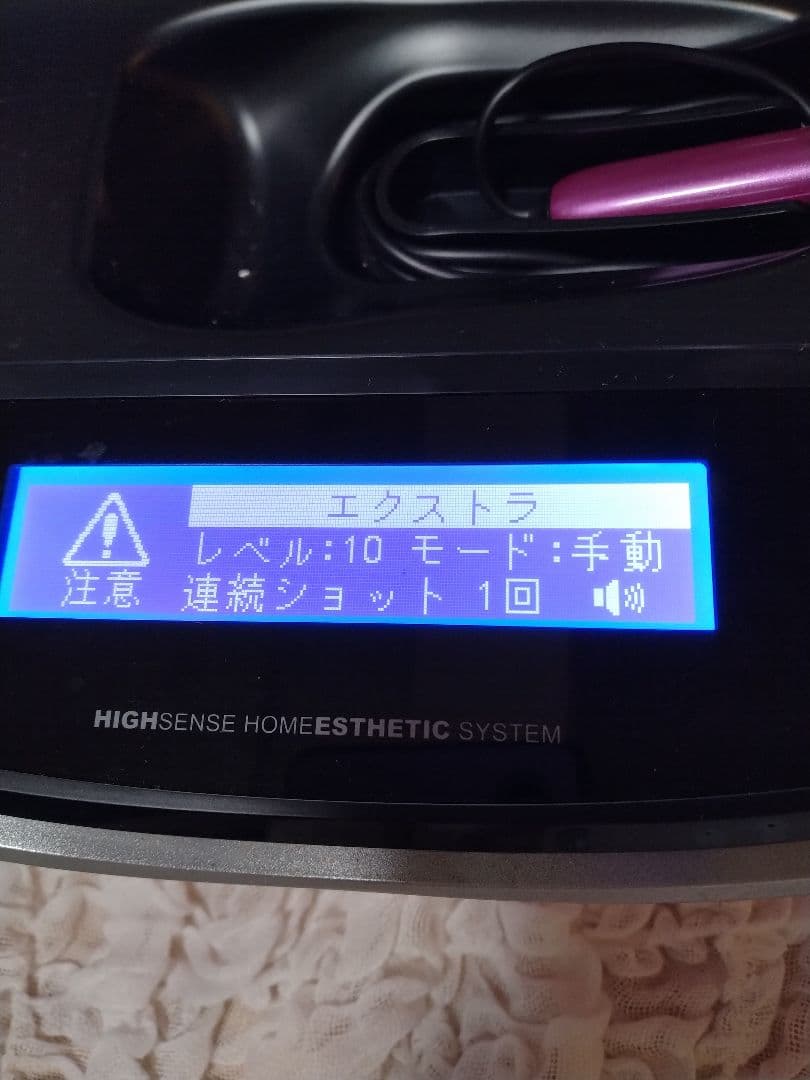 エクストラ
レベル:10 モード:手動
注意 連続ショット 1回
HIGHSENSE HOMEESTHETIC SYSTEM